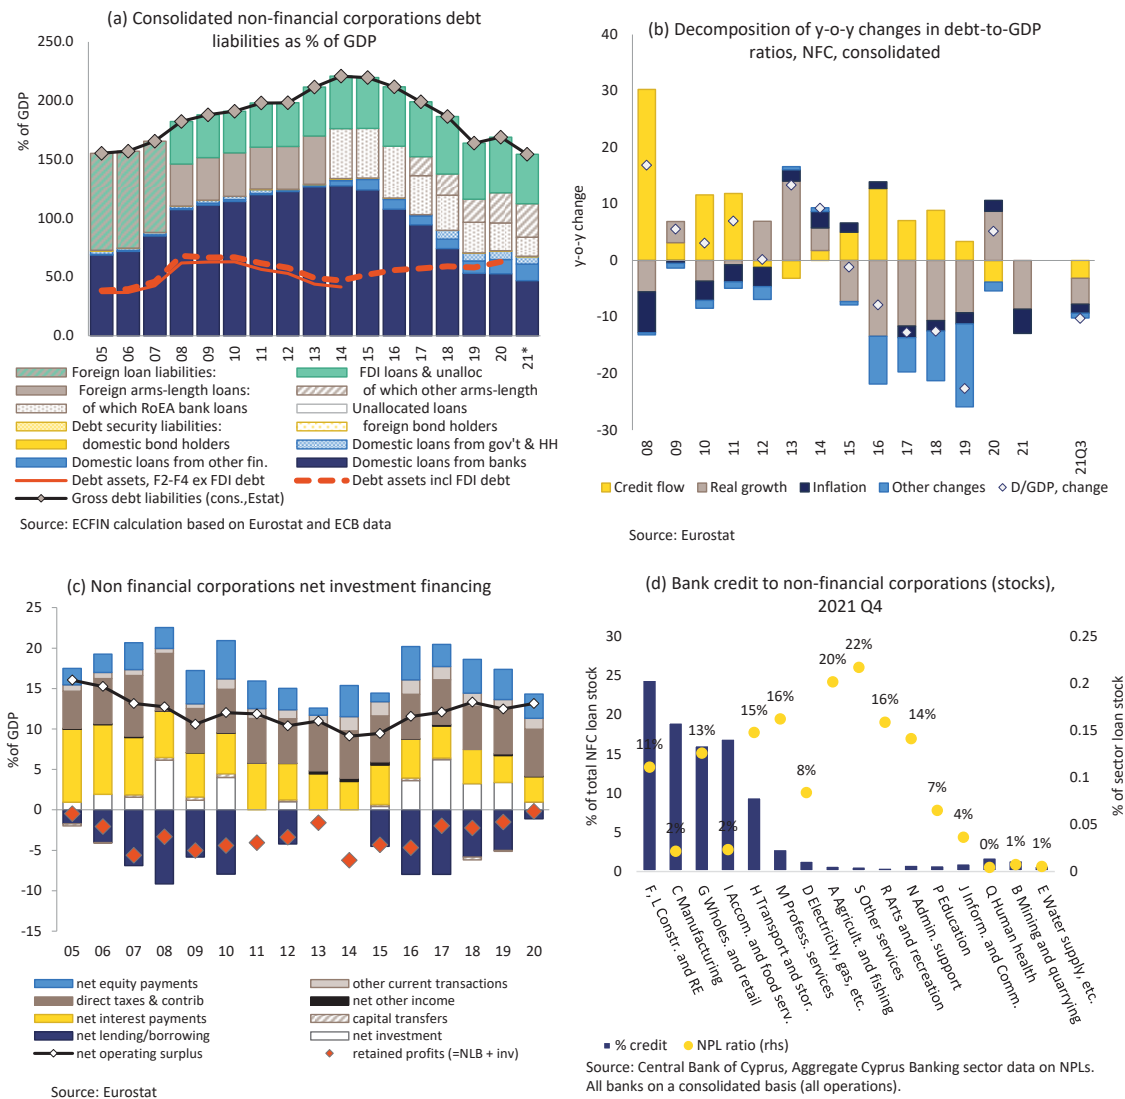 (a) Consolidated non-financial corporations debt
liabilities as % of GDP
250.0
200.0
150.0
100.0
50.0
0.0
% of GDP
05 06 07 08 09 10 11 12 13 14 15 16 17 18 19 20 21*
Foreign loan liabilities:
FDI loans & unalloc
Foreign arms-length loans:
of which other arms-length
of which RoEA bank loans
Unallocated loans
Debt security liabilities:
foreign bond holders
domestic bond holders
Domestic loans from gov't & HH
Domestic loans from other fin.
Domestic loans from banks
Debt assets, F2-F4 ex FDI debt
Debt assets incl FDI debt
Gross debt liabilities (cons.,Estat)
Source: ECFIN calculation based on Eurostat and ECB data
(b) Decomposition of y-o-y changes in debt-to-GDP
ratios, NFC, consolidated
40
30
20
10
0
-10
-20
-30
y-o-y change
08 09 10 11 12 13 14 15 16 17 18 19 20 21 21Q3
Credit flow Real growth Inflation Other changes D/GDP, change
Source: Eurostat
(c) Non financial corporations net investment financing
25
20
15
10
5
0
-5
-10
-15
%of GDP
05 06 07 08 09 10 11 12 13 14 15 16 17 18 19 20
net equity payments
other current transactions
direct taxes & contrib
net other income
net interest payments
capital transfers
net lending/borrowing
net investment
net operating surplus
retained profits (=NLB + inv)
Source: Eurostat
(d) Bank credit to non-financial corporations (stocks),
2021 Q4
30
25
20
15
10
5
0
% of total NFC loan stock
0.25
0.2
0.15
0.1
0.05
0
% of sector loan stock
11% 2% 13% 2% 15% 16% 8% 20% 22% 16% 14% 7% 4% 0% 1% 1%
F, L Constr. and RE
C Manufacturing
G Wholes. and retail
I Accom. and food serv.
H Transport and stor.
M Profess. services
D Electricity, gas, etc.
A Agricult. and fishing
S Other services
R Arts and recreation
N Admin. support
P Education
J Inform. and Comm.
Q Human health
B Mining and quarrying
E Water supply, etc.
% credit NPL ratio (rhs)
Source: Central Bank of Cyprus, Aggregate Cyprus Banking sector data on NPLs.
All banks on a consolidated basis (all operations).